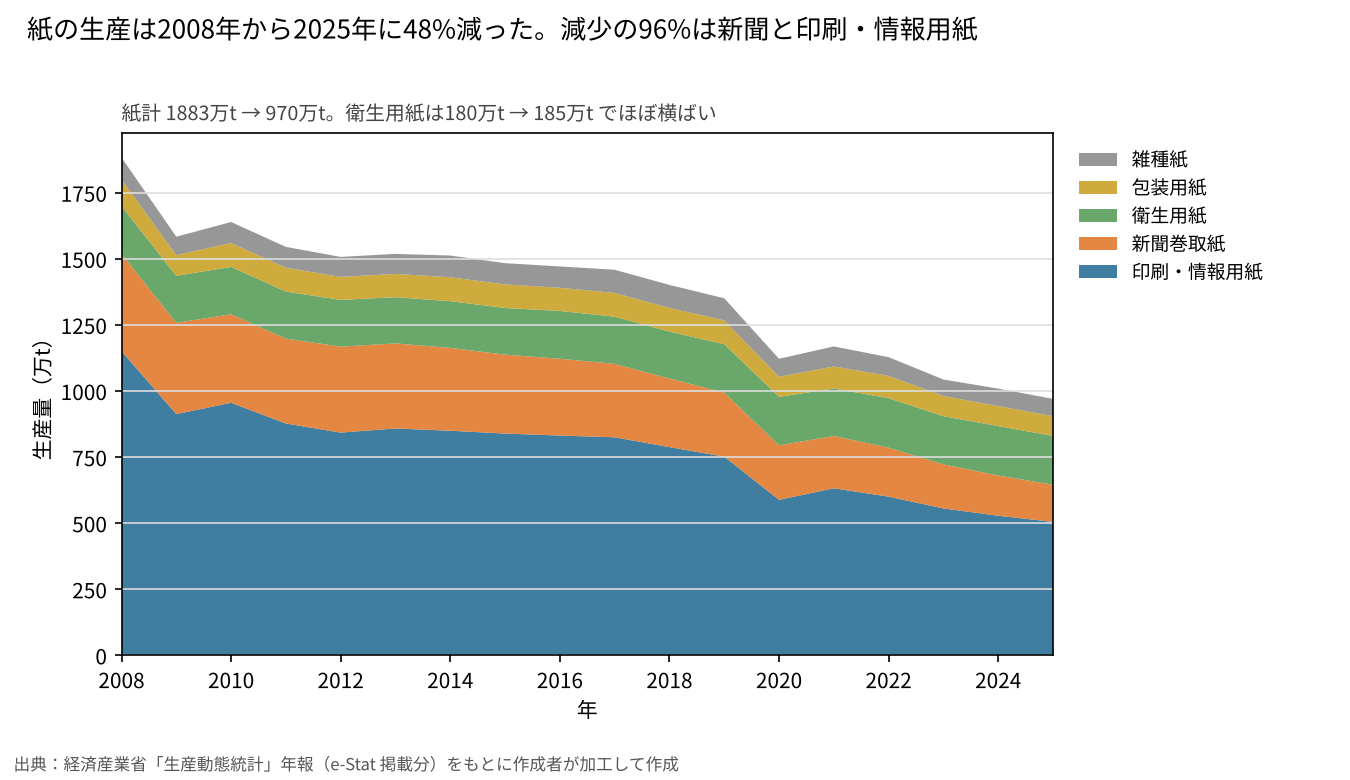 紙の生産は2008年から2025年に48%減った。減少の96%は新聞と印刷・情報用紙
紙計 1883万t → 970万t。衛生用紙は180万t → 185万t でほぼ横ばい
雑種紙
包装用紙
衛生用紙
新聞巻取紙
印刷・情報用紙
生産量（万t）
1750
1500
1250
1000
750
500
250
0
2008 2010 2012 2014 2016 2018 2020 2022 2024
年
出典：経済産業省「生産動態統計」年報（e-Stat 掲載分）をもとに作成者が加工して作成